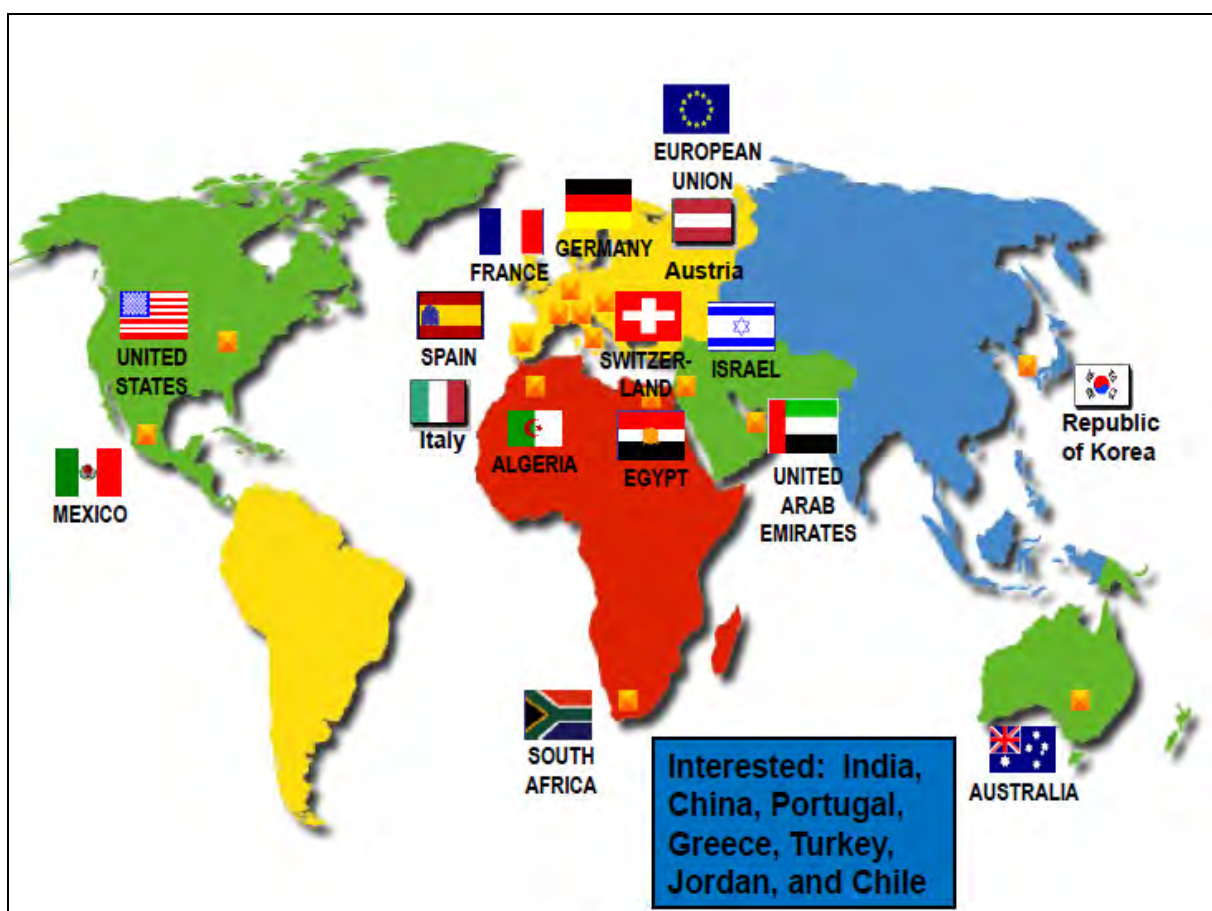 EUROPEAN
UNION
GERMANY
FRANCE
Austria
UNITED
STATES
SPAIN
SWITZER-
LAND
ISRAEL
Italy
ALGERIA
EGYPT
UNITED
ARAB
EMIRATES
Republic
of Korea
MEXICO
SOUTH
AFRICA
AUSTRALIA
Interested: India,
China, Portugal,
Greece, Turkey,
Jordan, and Chile